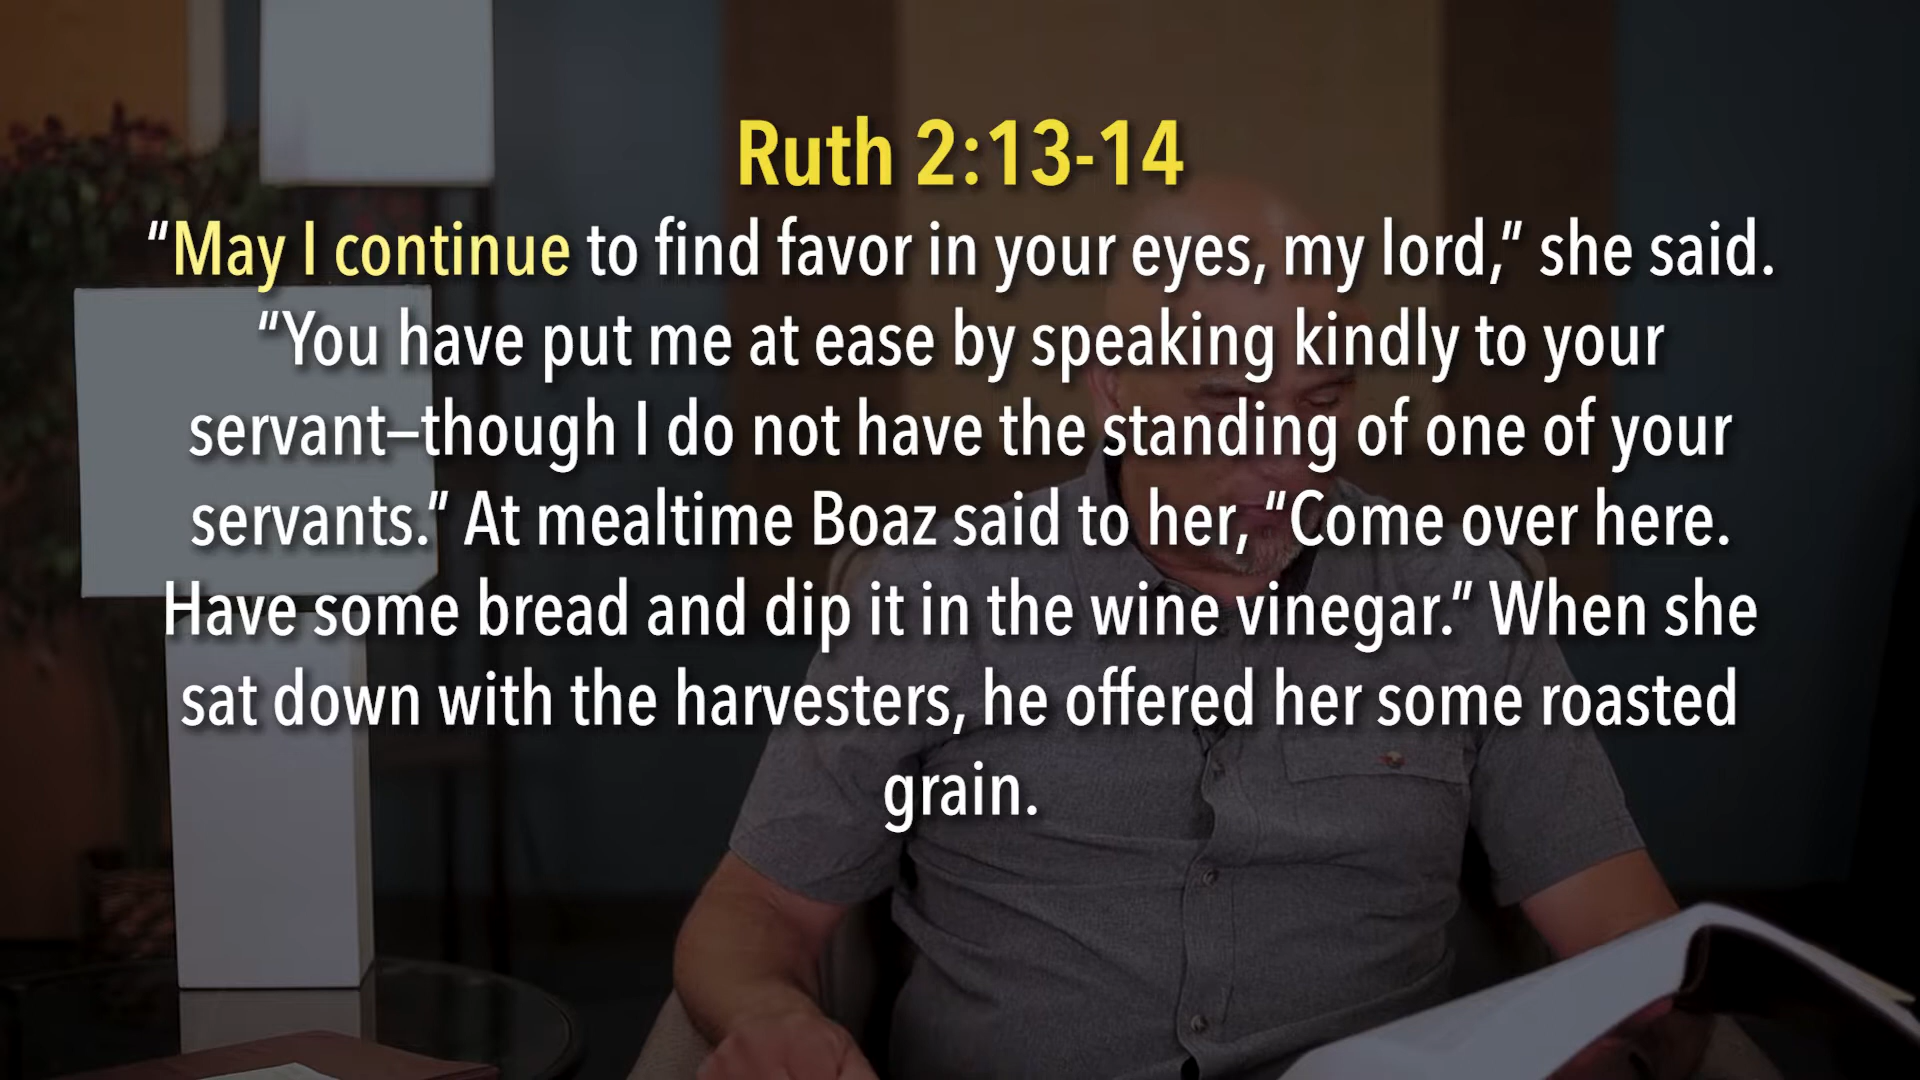 Ruth 2:13-14
“May I continue to find favor in your eyes, my lord,” she said.
“You have put me at ease by speaking kindly to your
servant–though I do not have the standing of one of your
servants.” At mealtime Boaz said to her, “Come over here.
Have some bread and dip it in the wine vinegar.” When she
sat down with the harvesters, he offered her some roasted
grain.